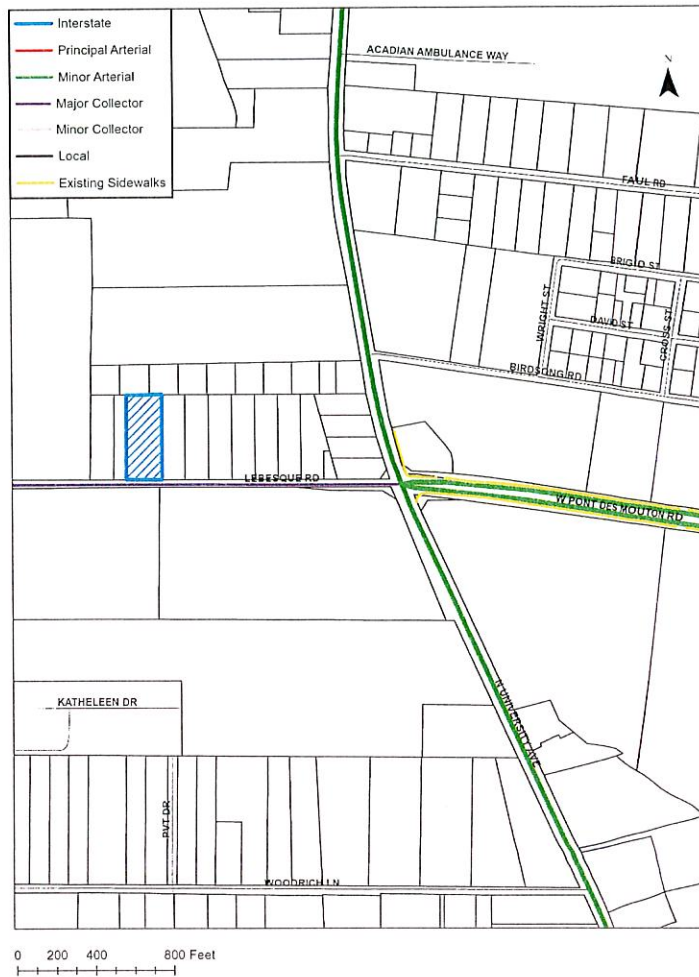 Interstate
Principal Arterial
Minor Arterial
Major Collector
Minor Collector
Local
Existing Sidewalks
ACADIAN AMBULANCE WAY
N
FAUL RD
BRIGID ST
WRIGHT ST
DAVID ST
CROSS ST
BIRDSONG RD
LEBESQUE RD
W PONT DES MOUTON RD
N UNIVERSITY AVE
KATHELEEN DR
PVT DR
WOODRICH LN
0 200 400 800 Feet